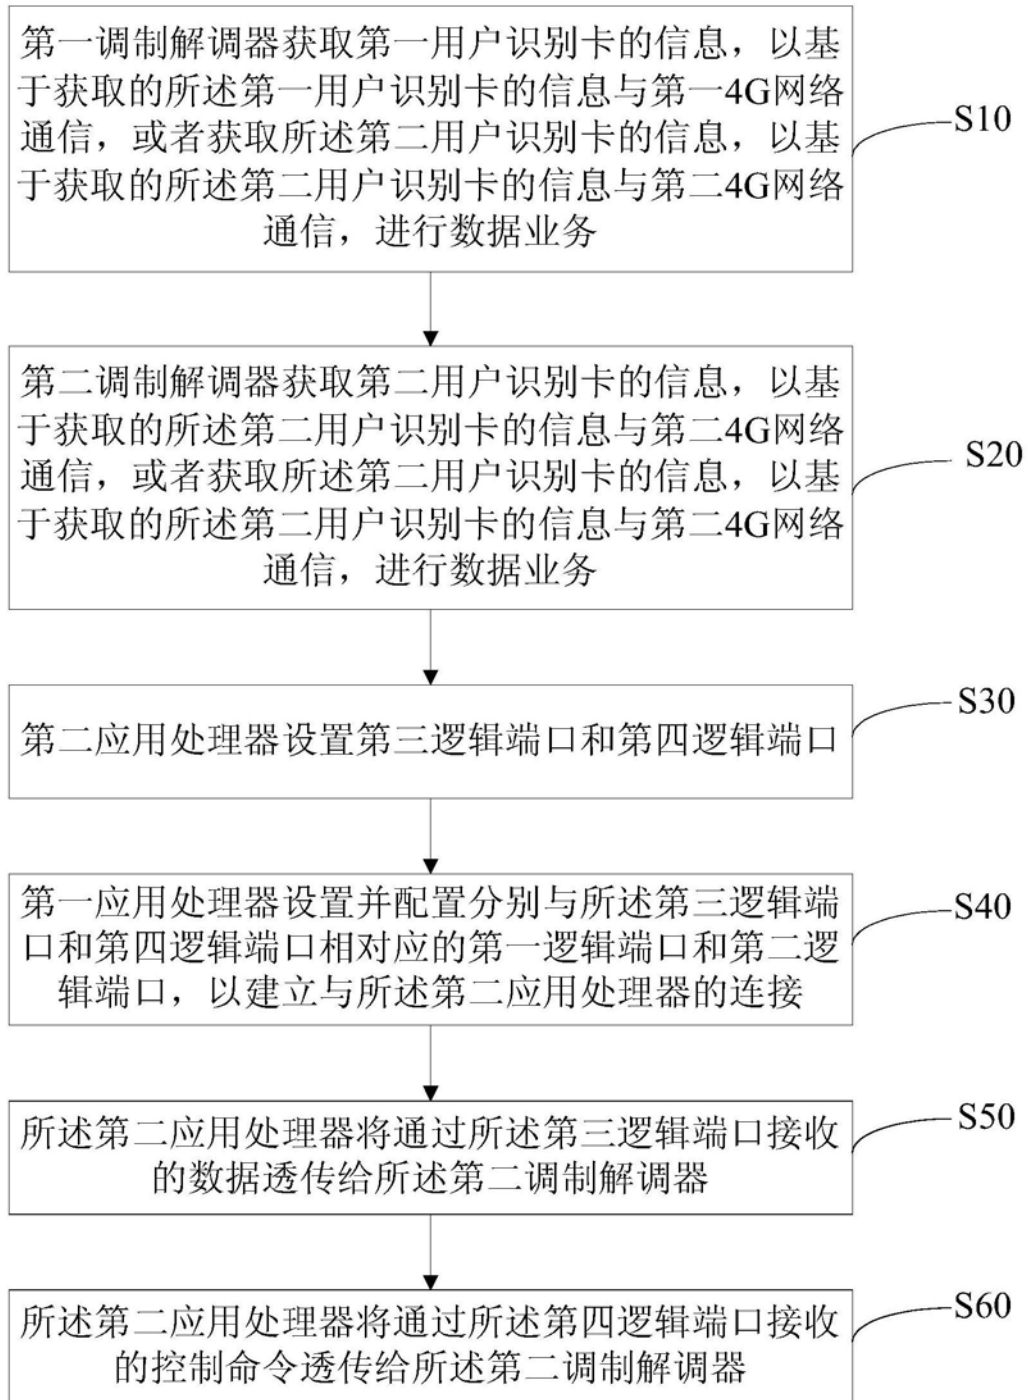 第一调制解调器获取第一用户识别卡的信息，以基
于获取的所述第一用户识别卡的信息与第一4G网络
通信，或者获取所述第二用户识别卡的信息，以基
于获取的所述第二用户识别卡的信息与第二4G网络
通信，进行数据业务
S10
第二调制解调器获取第二用户识别卡的信息，以基
于获取的所述第二用户识别卡的信息与第二4G网络
通信，或者获取所述第二用户识别卡的信息，以基
于获取的所述第二用户识别卡的信息与第二4G网络
通信，进行数据业务
S20
第二应用处理器设置第三逻辑端口和第四逻辑端口
S30
第一应用处理器设置并配置分别与所述第三逻辑端
口和第四逻辑端口相对应的第一逻辑端口和第二逻
辑端口，以建立与所述第二应用处理器的连接
S40
所述第二应用处理器将通过所述第三逻辑端口接收
的数据透传给所述第二调制解调器
S50
所述第二应用处理器将通过所述第四逻辑端口接收
的控制命令透传给所述第二调制解调器
S60